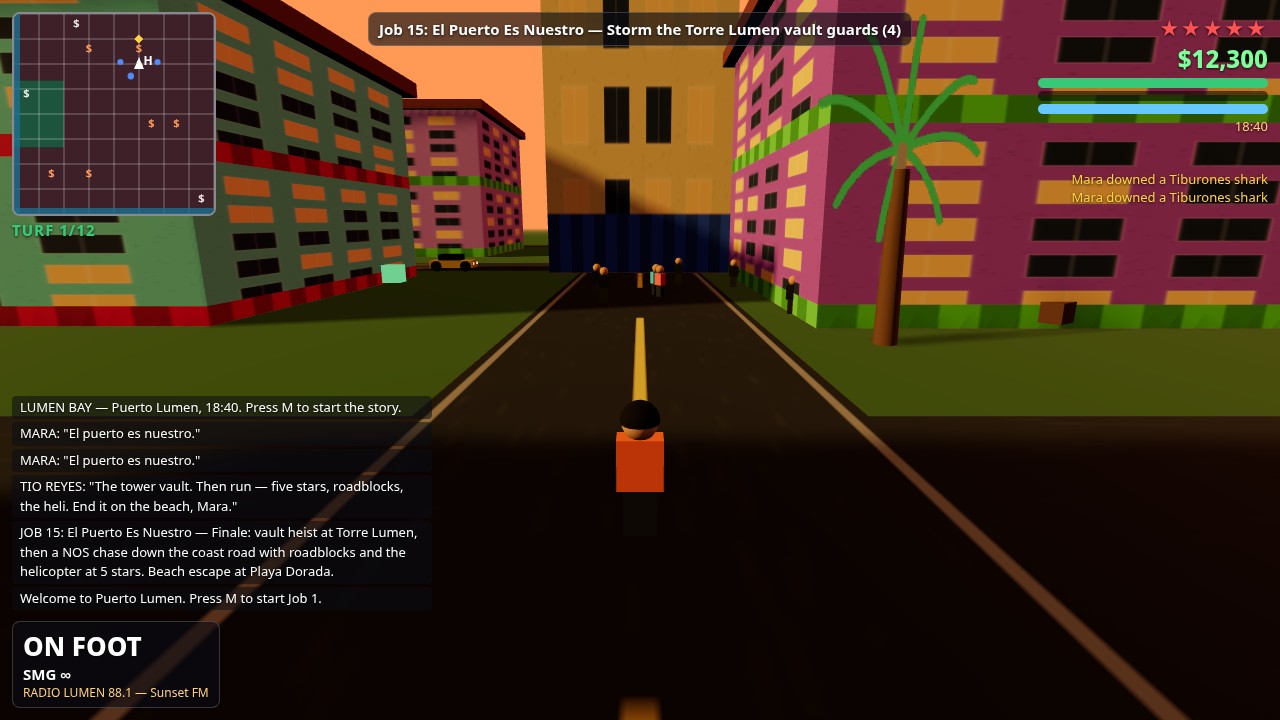 Job 15: El Puerto Es Nuestro — Storm the Torre Lumen vault guards (4)
★★★★★
$12,300
18:40
Mara downed a Tiburones shark
Mara downed a Tiburones shark
$
$
$
H
$
$
$
$
$
$
TURF 1/12
LUMEN BAY — Puerto Lumen, 18:40. Press M to start the story.
MARA: "El puerto es nuestro."
MARA: "El puerto es nuestro."
TIO REYES: "The tower vault. Then run — five stars, roadblocks,
the heli. End it on the beach, Mara."
JOB 15: El Puerto Es Nuestro — Finale: vault heist at Torre Lumen,
then a NOS chase down the coast road with roadblocks and the
helicopter at 5 stars. Beach escape at Playa Dorada.
Welcome to Puerto Lumen. Press M to start Job 1.
ON FOOT
SMG ∞
RADIO LUMEN 88.1 — Sunset FM